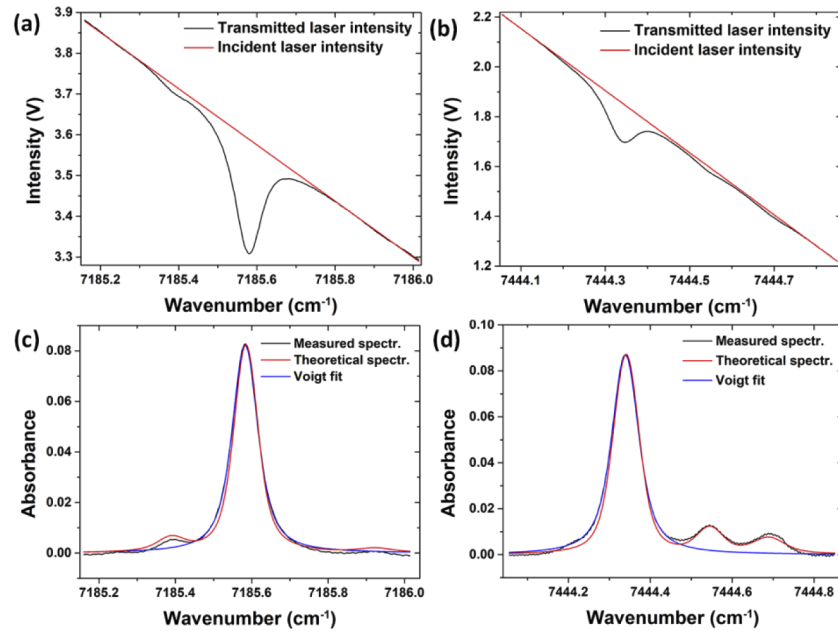 (a)
Transmitted laser intensity
Incident laser intensity
3.9
3.8
3.6
3.5
3.3
Intensity (V)
7185.2 7185.4 7185.6 7185.8 7186.0
Wavenumber (cm-1)
(b)
Transmitted laser intensity
Incident laser intensity
2.2
2.0
1.8
1.6
1.4
1.2
Intensity (V)
7444.1 7444.3 7444.5 7444.7
Wavenumber (cm-1)
(c)
Measured spectr.
Theoretical spectr.
Voigt fit
0.08
0.06
0.04
0.02
0.00
Absorbance
7185.2 7185.4 7185.6 7185.8 7186.0
Wavenumber (cm-1)
(d)
Measured spectr.
Theoretical spectr.
Voigt fit
0.10
0.08
0.06
0.04
0.02
0.00
Absorbance
7444.2 7444.4 7444.6 7444.8
Wavenumber (cm-1)